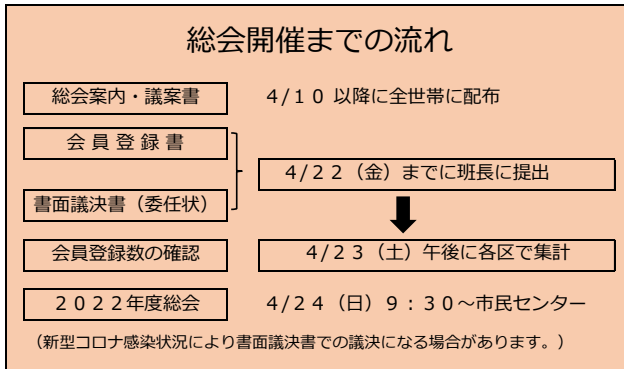 総会開催までの流れ
総会案内・議案書　４/１０ 以降に全世帯に配布
会 員 登 録 書
４/２２（金）までに班長に提出
書面議決書（委任状）
会員登録数の確認　４/２３（土）午後に各区で集計
２０２２年度総会　４/２４（日）９：３０～市民センター
（新型コロナ感染状況により書面議決書での議決になる場合があります。）